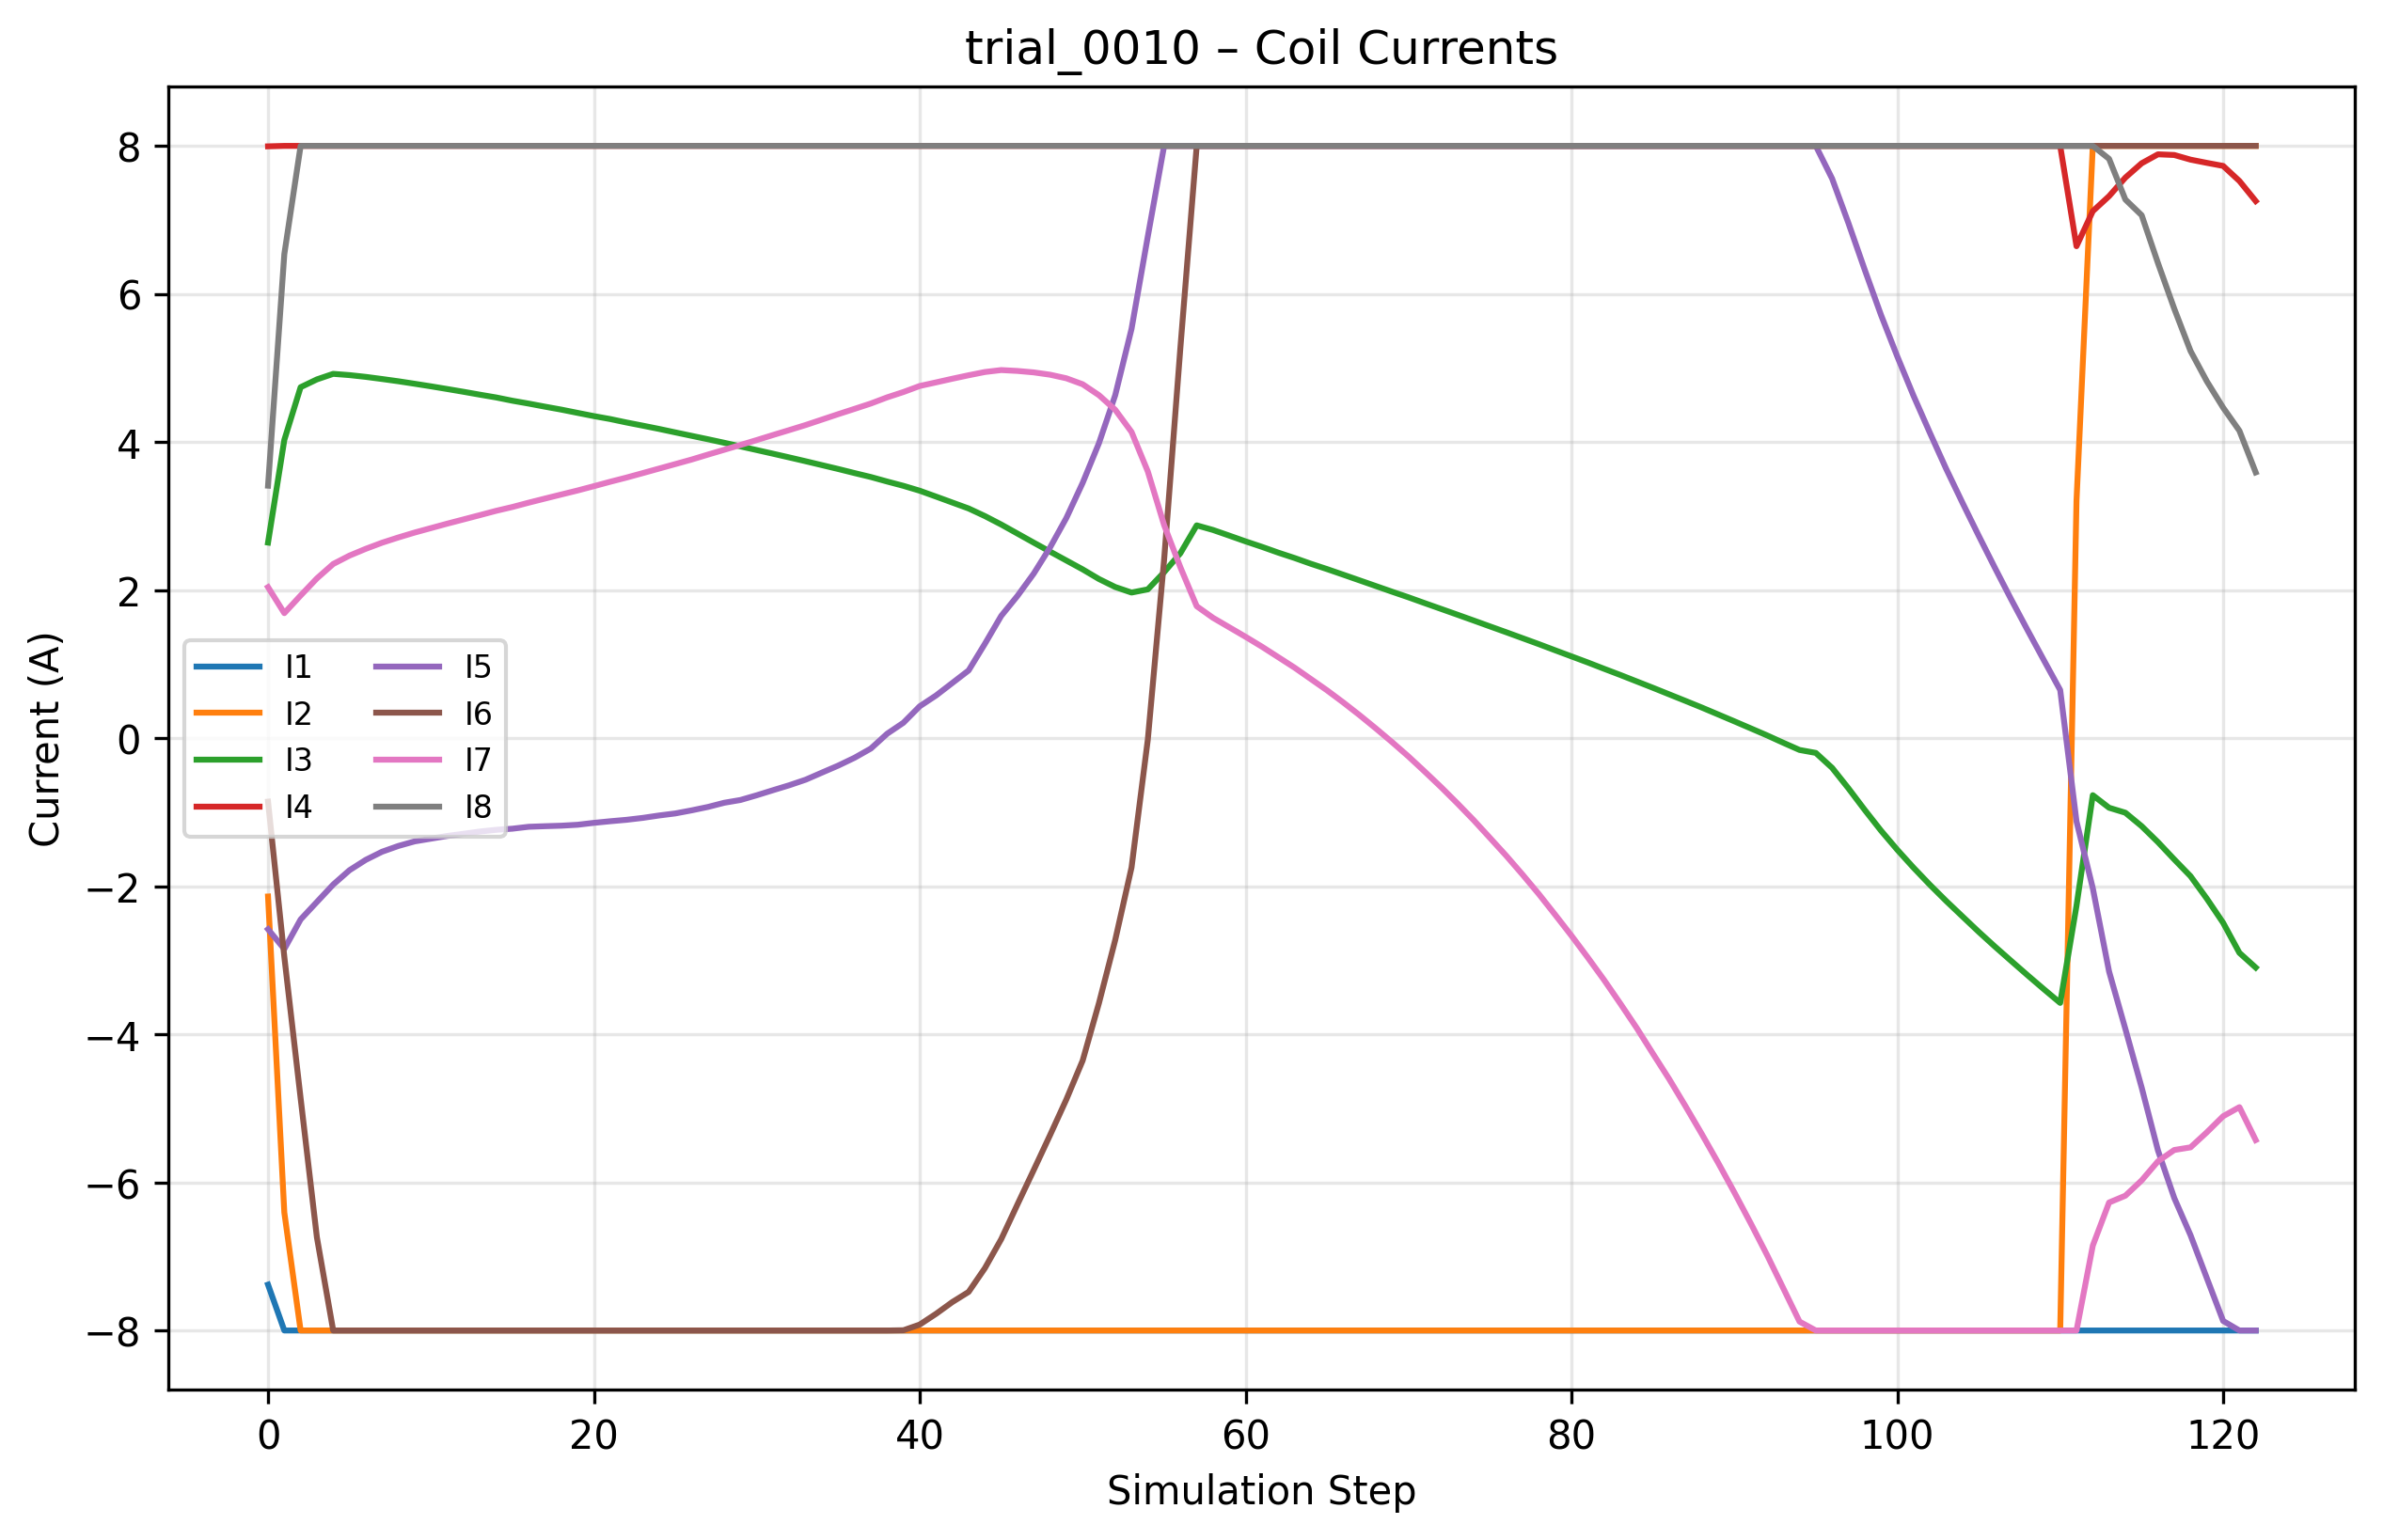 trial_0010 – Coil Currents
Current (A)
8
6
4
2
0
−2
−4
−6
−8
I1 I5
I2 I6
I3 I7
I4 I8
0 20 40 60 80 100 120
Simulation Step